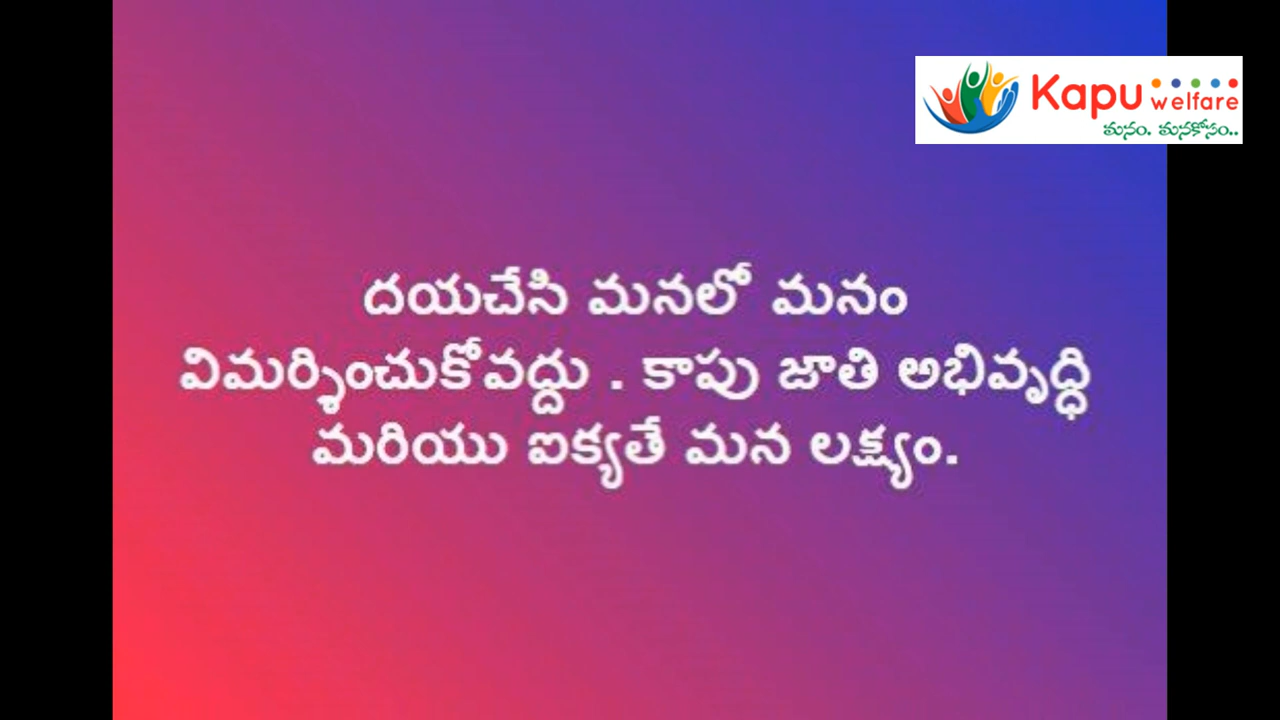 Kapu welfare
మనం. మనకోసం..
దయచేసి మనలో మనం
విమర్శించుకోవద్దు . కాపు జాతి అభివృద్ధి
మరియు ఐక్యతే మన లక్ష్యం.